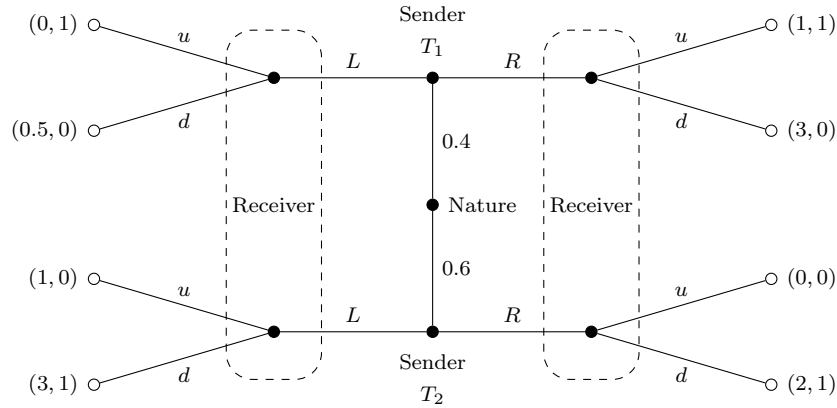 Sender
(0, 1)
(1, 1)
u
T₁
u
L
R
(0.5, 0)
d
d
(3, 0)
0.4
Receiver
Nature
Receiver
0.6
(1, 0)
u
u
(0, 0)
L
R
Sender
(3, 1)
d
T₂
d
(2, 1)